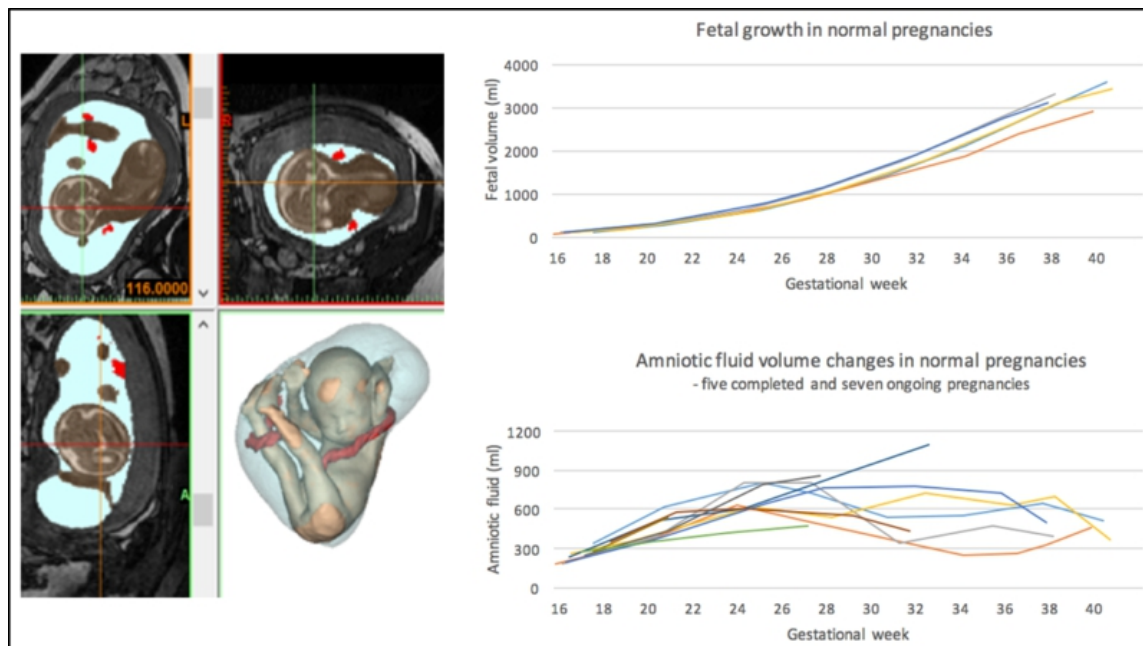 L
B
116.0000
A
Fetal growth in normal pregnancies
Fetal volume (ml)
4000
3000
2000
1000
0
16 18 20 22 24 26 28 30 32 34 36 38 40
Gestational week
Amniotic fluid volume changes in normal pregnancies
- five completed and seven ongoing pregnancies
Amniotic fluid (ml)
1200
900
600
300
0
16 18 20 22 24 26 28 30 32 34 36 38 40
Gestational week